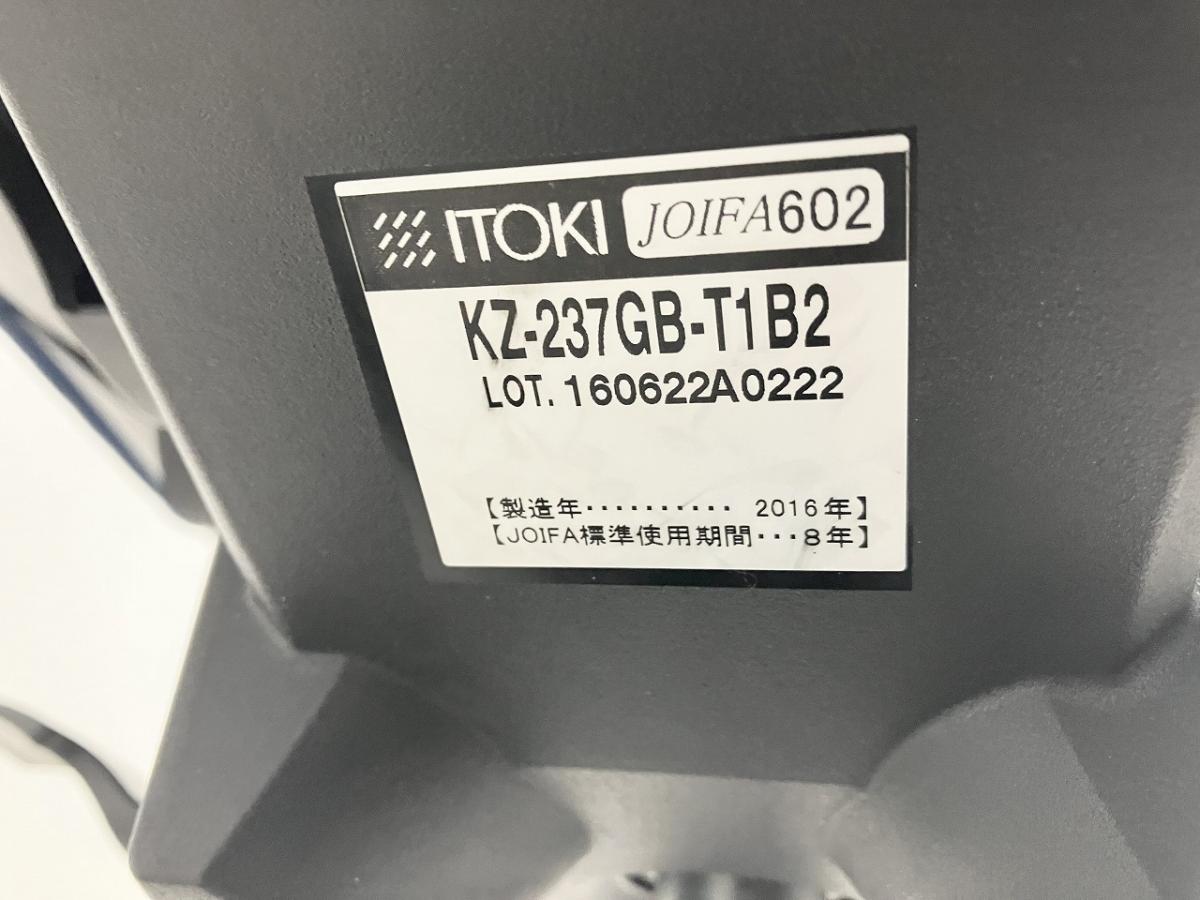 ITOKI JOIFA602
KZ-237GB-T1B2
LOT. 160622A0222
【製造年・・・・・・・・・・ 2016年】
【JOIFA標準使用期間・・・8年】